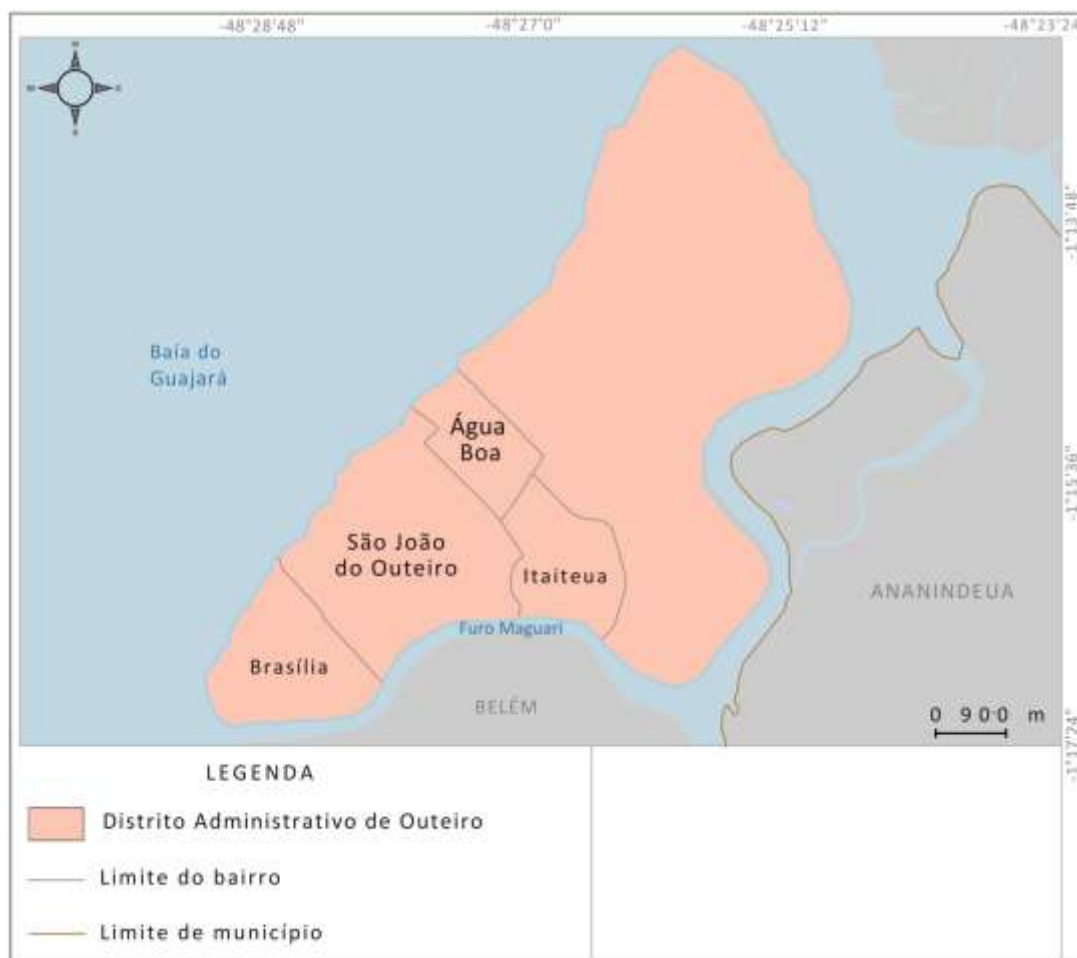 -48°28'48" -48°27'0" -48°25'12" -48°23'24"
N
-1°13'48"
Baía do
Guajará
Água
Boa
-1°15'36"
São João
do Outeiro
Itaiteua
ANANINDEUA
Furo Maguari
Brasília
BELÉM
0 900 m
-1°17'24"
LEGENDA
Distrito Administrativo de Outeiro
Limite do bairro
Limite de município